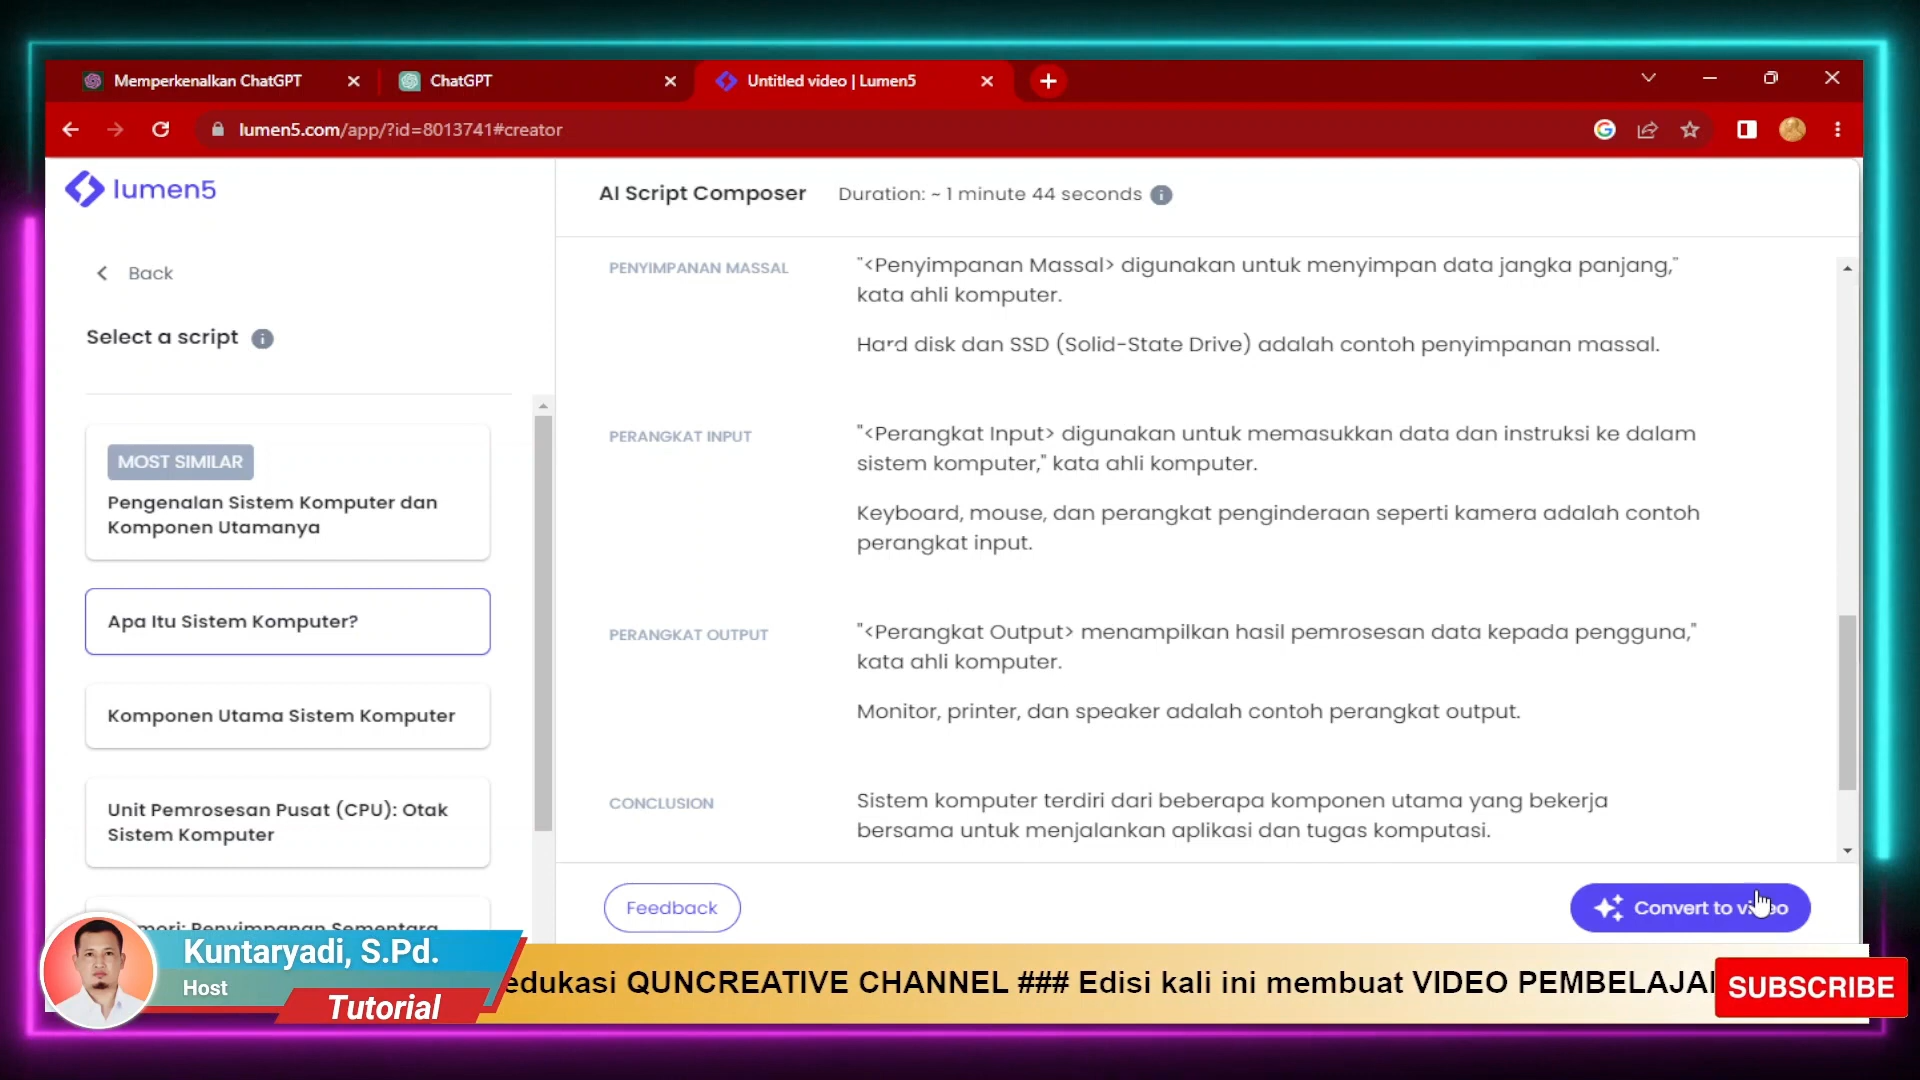 Memperkenalkan ChatGPT
ChatGPT
Untitled video | Lumen5
lumen5.com/app/?id=8013741#creator
lumen5
AI Script Composer
Duration: ~ 1 minute 44 seconds
Back
Select a script
MOST SIMILAR
Pengenalan Sistem Komputer dan
Komponen Utamanya
Apa Itu Sistem Komputer?
Komponen Utama Sistem Komputer
Unit Pemrosesan Pusat (CPU): Otak
Sistem Komputer
Penyimpanan Sementara
PENYIMPANAN MASSAL
"<Penyimpanan Massal> digunakan untuk menyimpan data jangka panjang,"
kata ahli komputer.
Hard disk dan SSD (Solid-State Drive) adalah contoh penyimpanan massal.
PERANGKAT INPUT
"<Perangkat Input> digunakan untuk memasukkan data dan instruksi ke dalam
sistem komputer," kata ahli komputer.
Keyboard, mouse, dan perangkat penginderaan seperti kamera adalah contoh
perangkat input.
PERANGKAT OUTPUT
"<Perangkat Output> menampilkan hasil pemrosesan data kepada pengguna,"
kata ahli komputer.
Monitor, printer, dan speaker adalah contoh perangkat output.
CONCLUSION
Sistem komputer terdiri dari beberapa komponen utama yang bekerja
bersama untuk menjalankan aplikasi dan tugas komputasi.
Feedback
Convert to video
Kuntaryadi, S.Pd.
Host
Tutorial
edukasi QUNCREATIVE CHANNEL ### Edisi kali ini membuat VIDEO PEMBELAJA
SUBSCRIBE